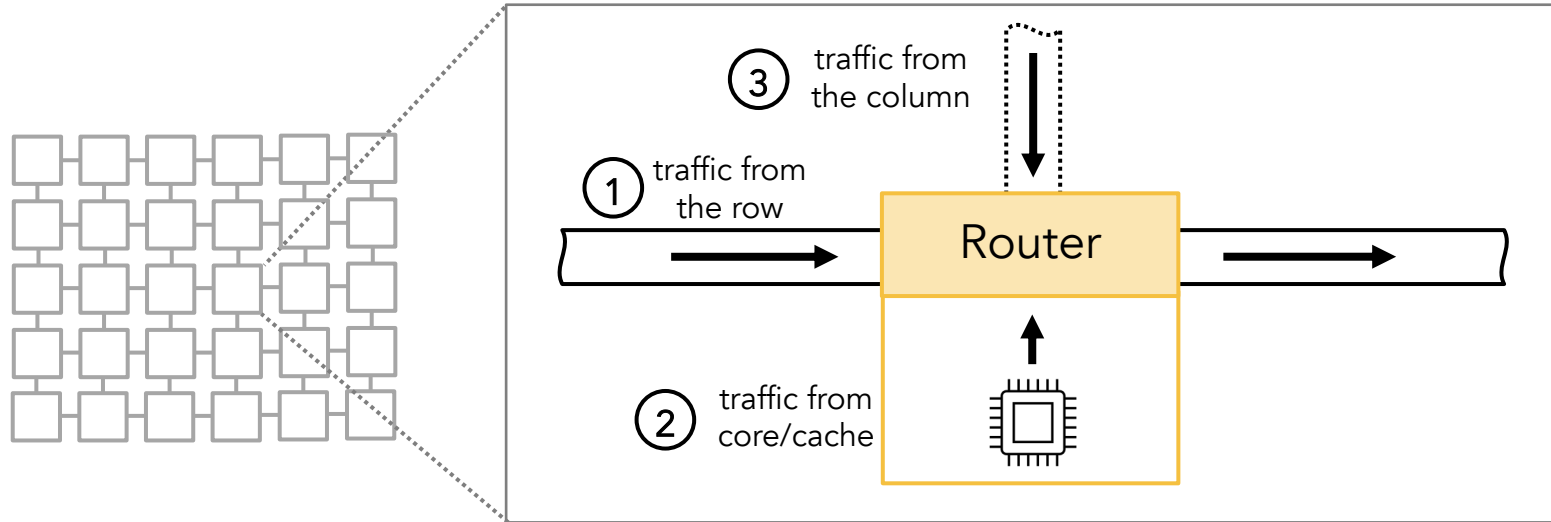 3
traffic from
the column
1
traffic from
the row
Router
2
traffic from
core/cache